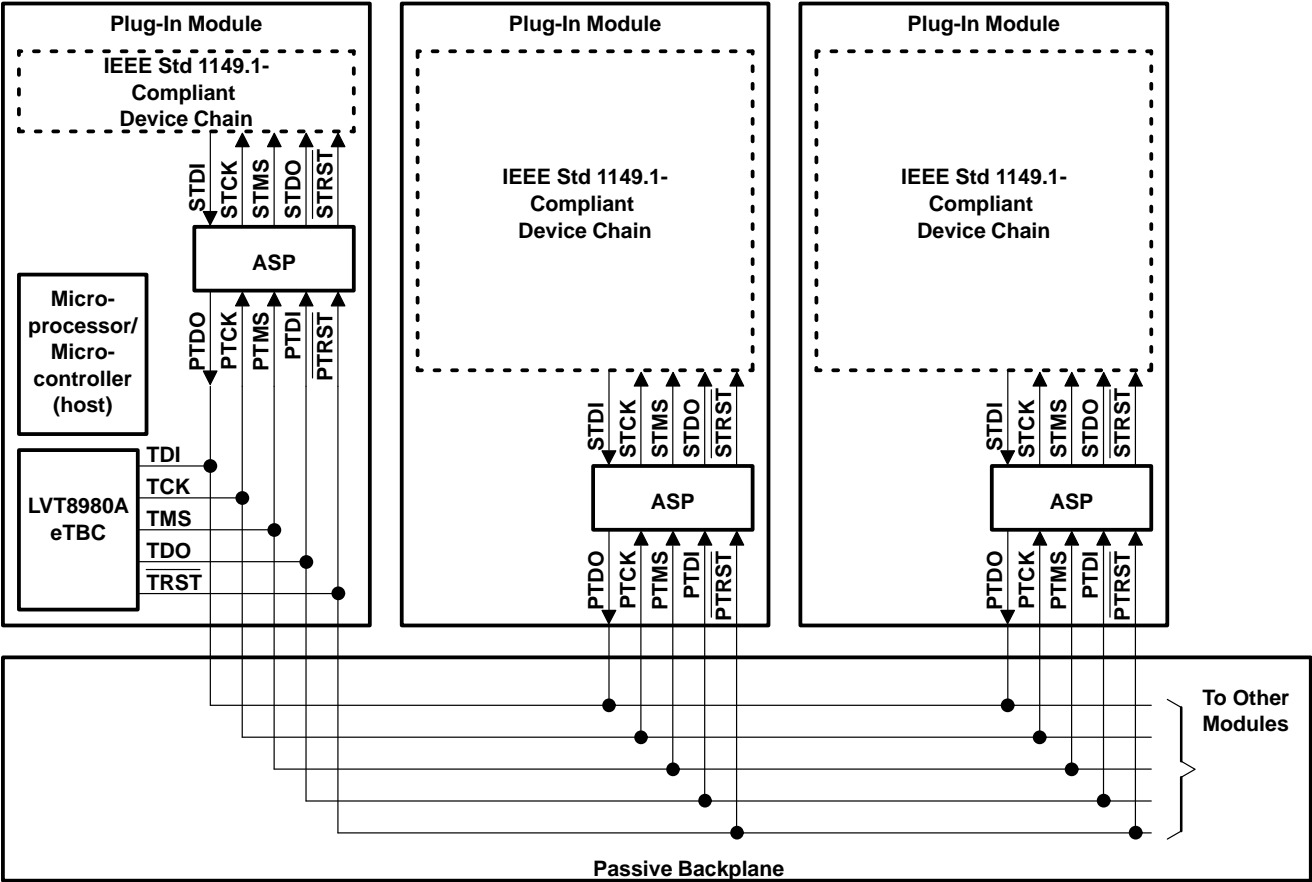 Plug-In Module
IEEE Std 1149.1-
Compliant
Device Chain
STDI
STCK
STMS
STDO
STRST
ASP
PTDO
PTCK
PTMS
PTDI
PTRST
Micro-
processor/
Micro-
controller
(host)
LVT8980A
eTBC
TDI
TCK
TMS
TDO
TRST
Plug-In Module
IEEE Std 1149.1-
Compliant
Device Chain
STDI
STCK
STMS
STDO
STRST
ASP
PTDO
PTCK
PTMS
PTDI
PTRST
Plug-In Module
IEEE Std 1149.1-
Compliant
Device Chain
STDI
STCK
STMS
STDO
STRST
ASP
PTDO
PTCK
PTMS
PTDI
PTRST
To Other
Modules
Passive Backplane